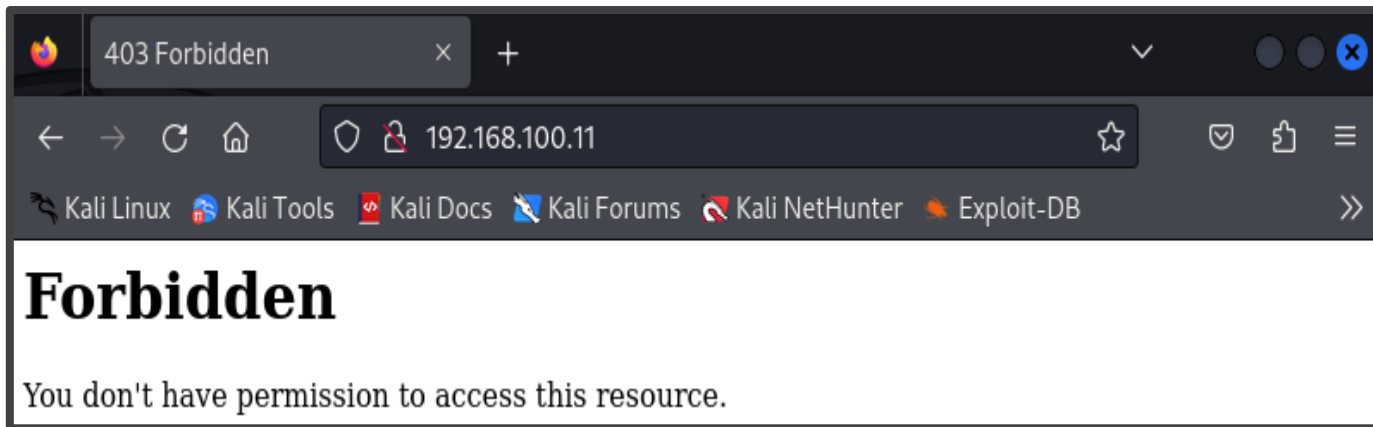 403 Forbidden
192.168.100.11
Kali Linux Kali Tools Kali Docs Kali Forums Kali NetHunter Exploit-DB
Forbidden
You don't have permission to access this resource.